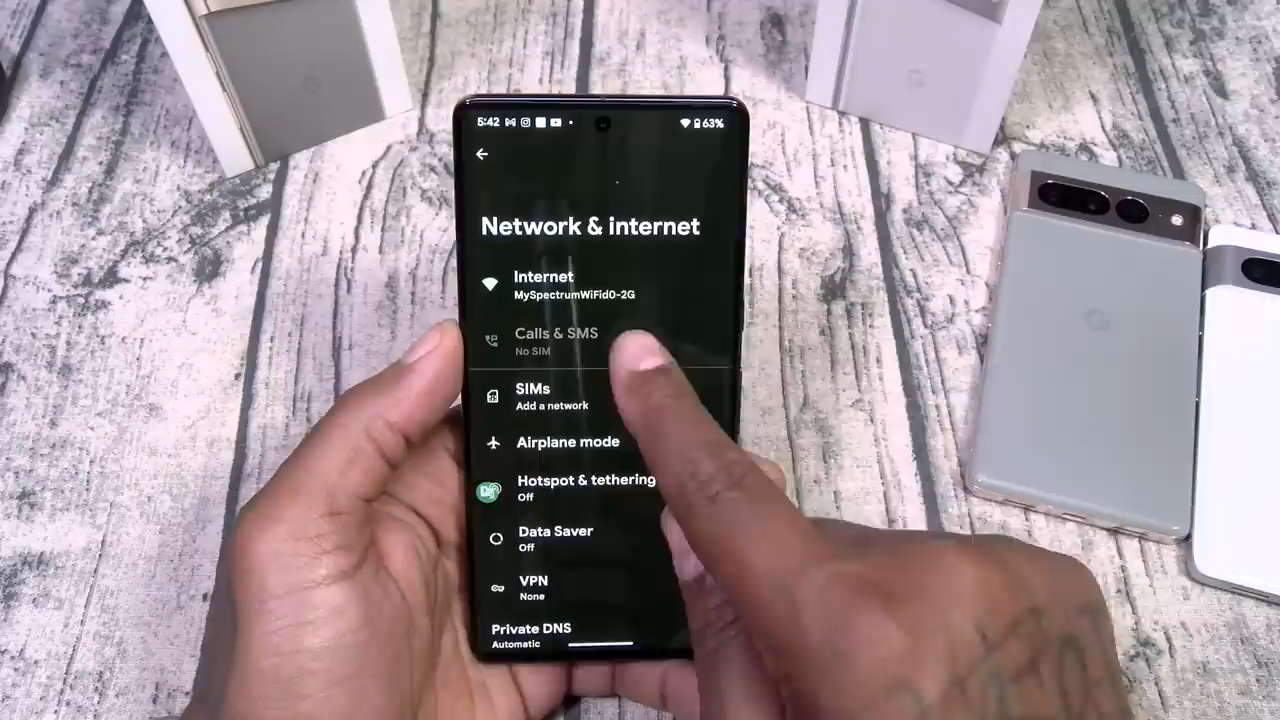 5:42
63%
Network & internet
Internet
MySpectrumWiFid0-2G
Calls & SMS
No SIM
SIMs
Add a network
Airplane mode
Hotspot & tethering
Off
Data Saver
Off
VPN
None
Private DNS
Automatic
G
G
G